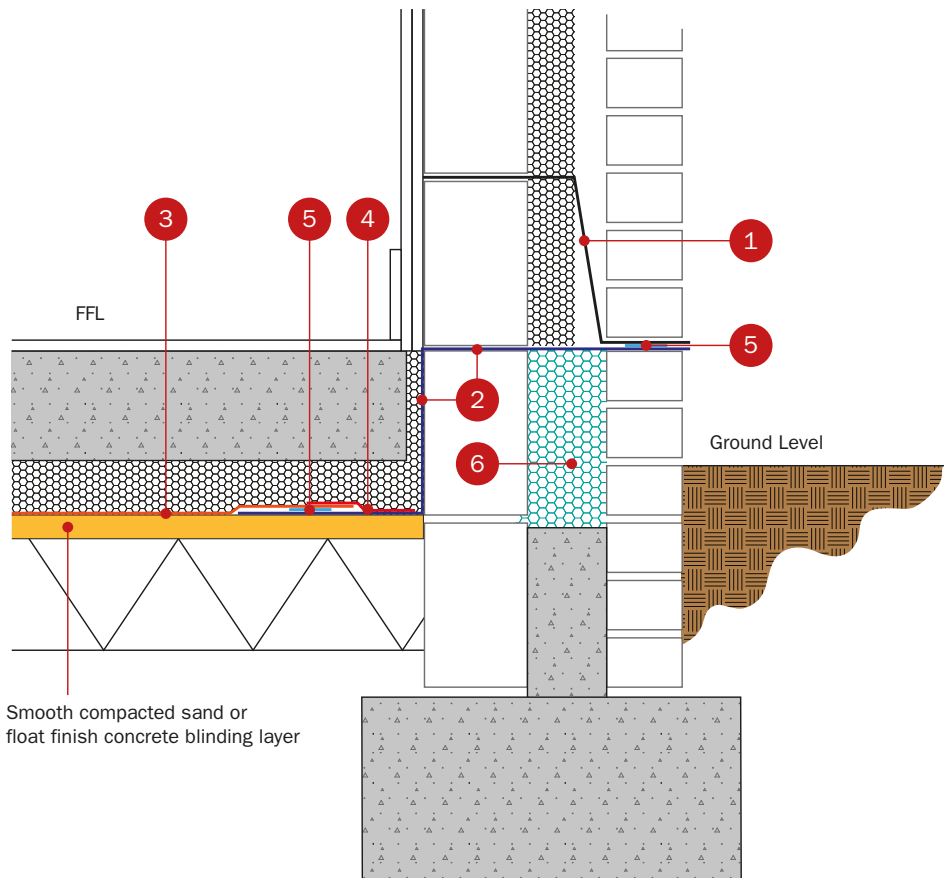 3
5
4
1
FFL
5
2
Ground Level
6
Smooth compacted sand or
float finish concrete blinding layer